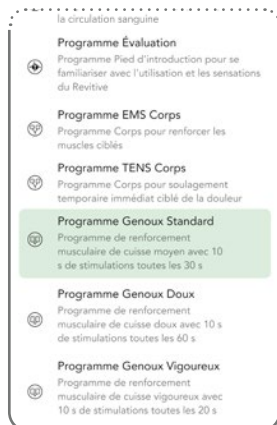 la circulation sanguine
Programme Évaluation
Programme Pied d'introduction pour se
familiariser avec l'utilisation et les sensations
du Revitive
Programme EMS Corps
Programme Corps pour renforcer les
muscles ciblés
Programme TENS Corps
Programme Corps pour soulagement
temporaire immédiat ciblé de la douleur
Programme Genoux Standard
Programme de renforcement
musculaire de cuisse moyen avec 10
s de stimulations toutes les 30 s
Programme Genoux Doux
Programme de renforcement
musculaire de cuisse doux avec 10 s
de stimulations toutes les 60 s
Programme Genoux Vigoureux
Programme de renforcement
musculaire de cuisse vigoureux avec
10 s de stimulations toutes les 20 s